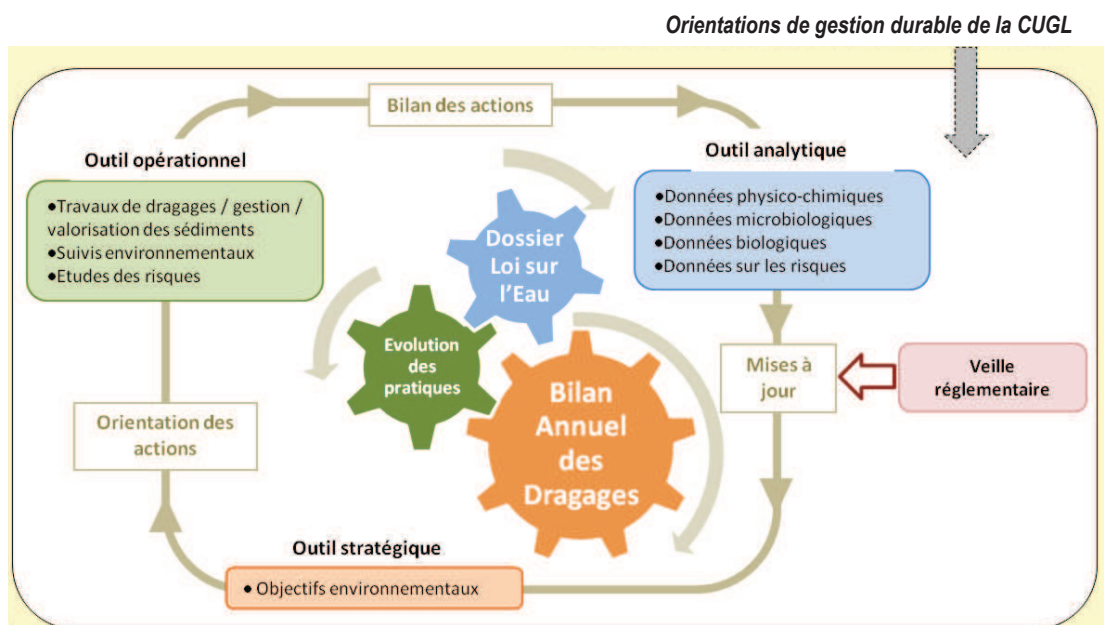 Orientations de gestion durable de la CUGL
Bilan des actions
Outil opérationnel
●Travaux de dragages / gestion /
valorisation des sédiments
●Suivis environnementaux
●Etudes des risques
Outil analytique
●Données physico-chimiques
●Données microbiologiques
●Données biologiques
●Données sur les risques
Dossier
Loi sur
l'Eau
Evolution
des
pratiques
Bilan
Annuel
des
Dragages
Mises à
jour
Veille
réglementaire
Orientation des
actions
Outil stratégique
● Objectifs environnementaux